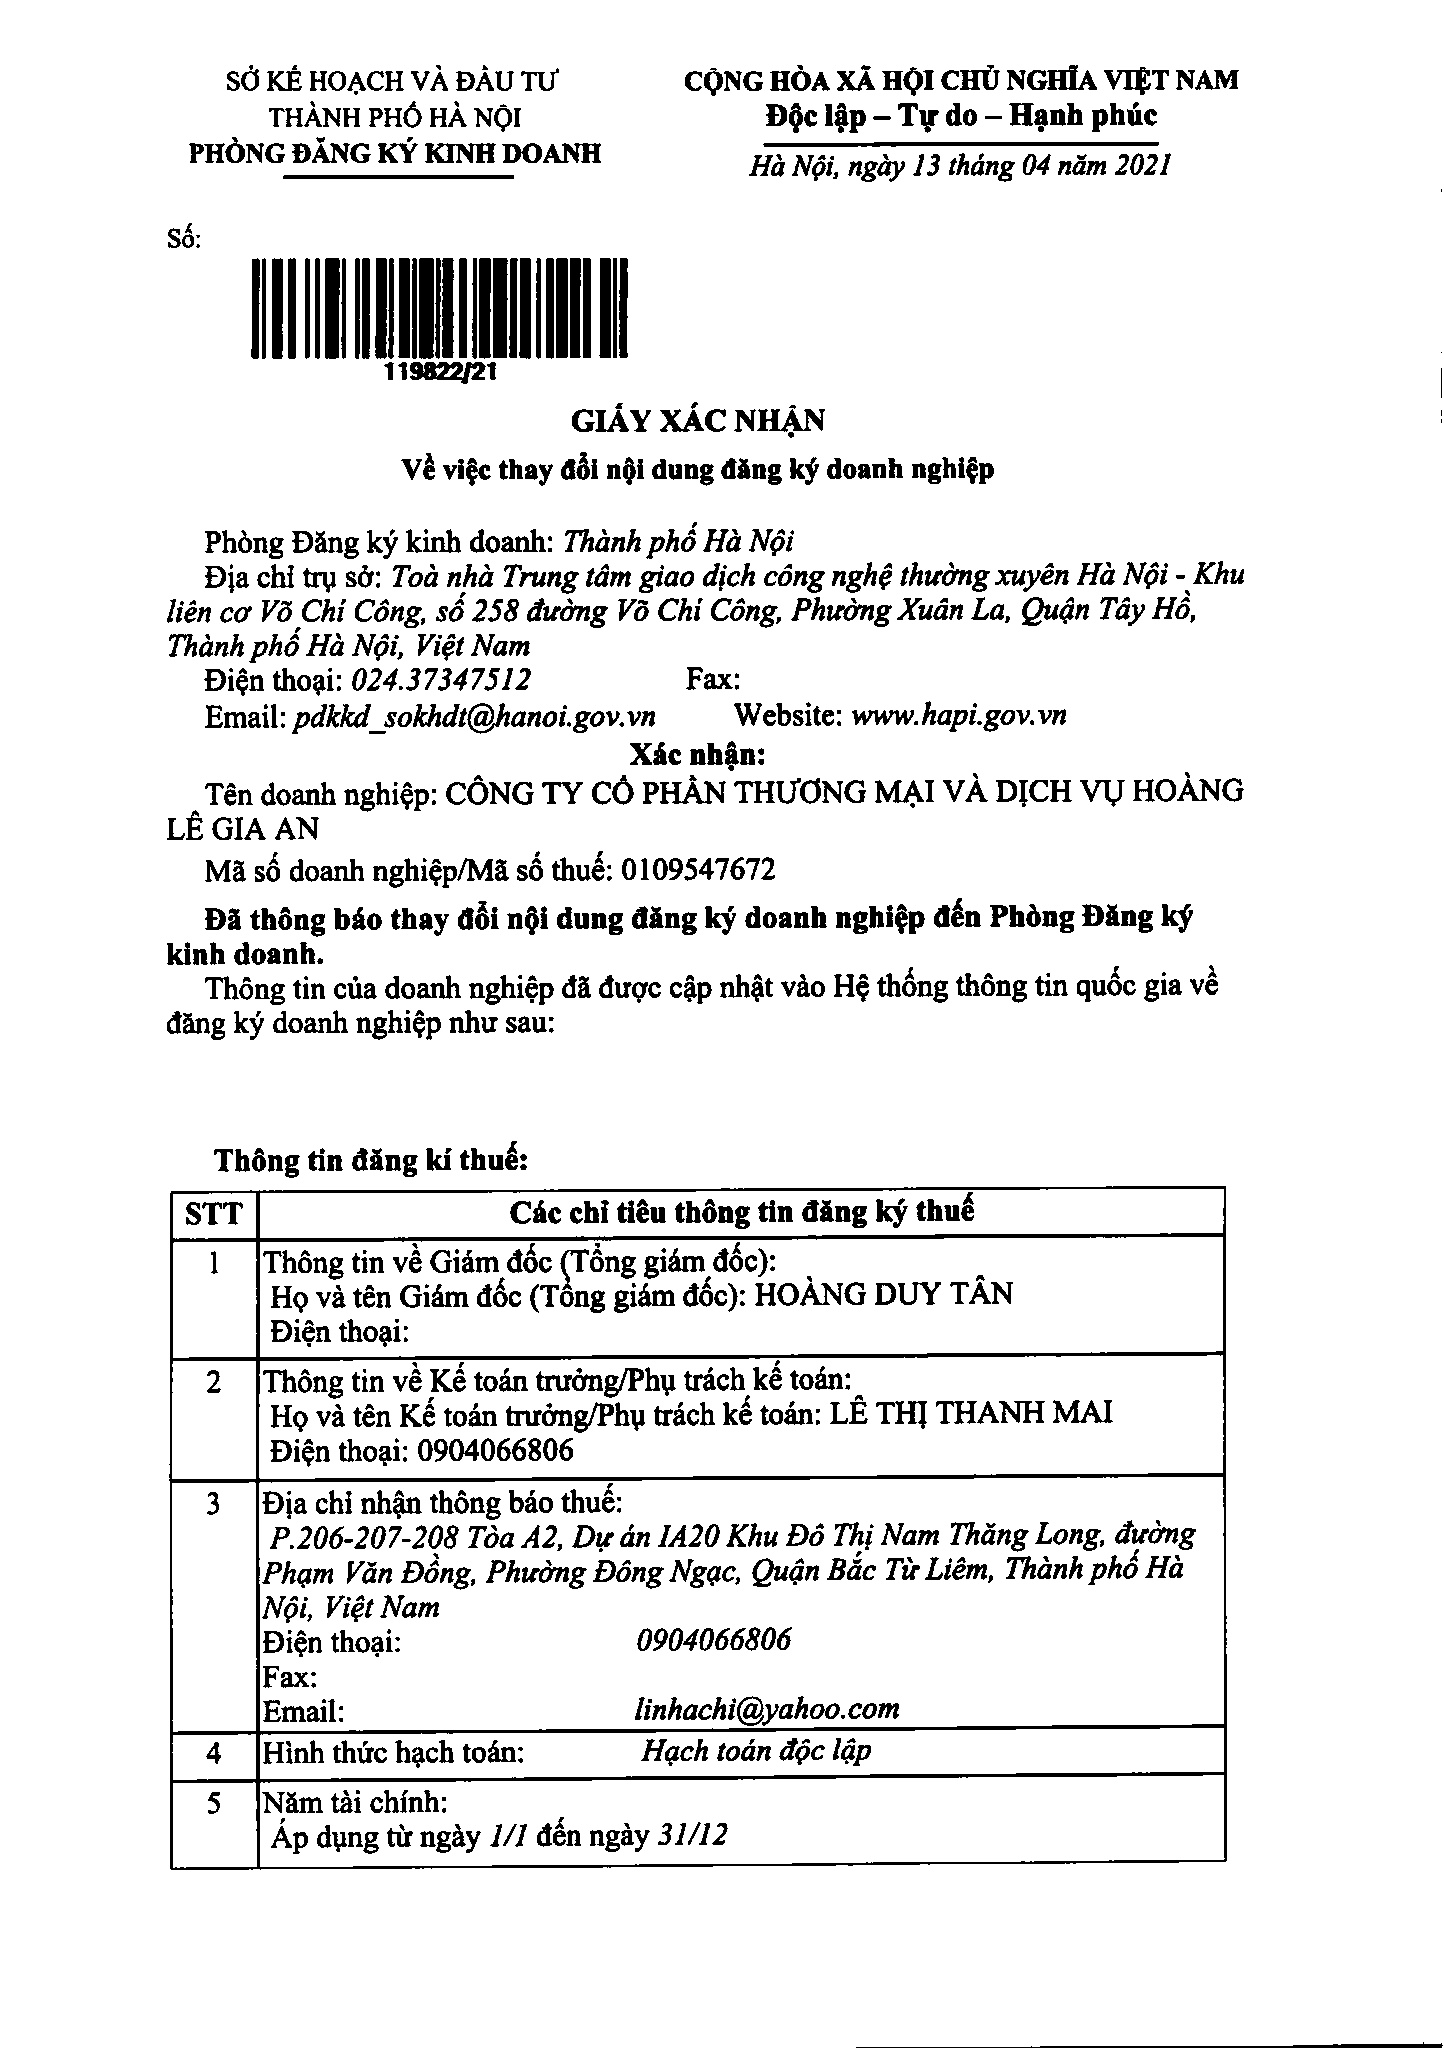 SỞ KẾ HOẠCH VÀ ĐẦU TƯ
THÀNH PHỐ HÀ NỘI
PHÒNG ĐĂNG KÝ KINH DOANH
CỘNG HÒA XÃ HỘI CHỦ NGHĨA VIỆT NAM
Độc lập – Tự do – Hạnh phúc
Hà Nội, ngày 13 tháng 04 năm 2021
Số:
119822/21
GIẤY XÁC NHẬN
Về việc thay đổi nội dung đăng ký doanh nghiệp
Phòng Đăng ký kinh doanh: Thành phố Hà Nội
Địa chỉ trụ sở: Toà nhà Trung tâm giao dịch công nghệ thường xuyên Hà Nội - Khu
liên cơ Võ Chí Công, số 258 đường Võ Chí Công, Phường Xuân La, Quận Tây Hồ,
Thành phố Hà Nội, Việt Nam
Điện thoại: 024.37347512 Fax:
Email: pdkkd_sokhdt@hanoi.gov.vn Website: www.hapi.gov.vn
Xác nhận:
Tên doanh nghiệp: CÔNG TY CỔ PHẦN THƯƠNG MẠI VÀ DỊCH VỤ HOÀNG
LÊ GIA AN
Mã số doanh nghiệp/Mã số thuế: 0109547672
Đã thông báo thay đổi nội dung đăng ký doanh nghiệp đến Phòng Đăng ký
kinh doanh.
Thông tin của doanh nghiệp đã được cập nhật vào Hệ thống thông tin quốc gia về
đăng ký doanh nghiệp như sau:
Thông tin đăng kí thuế:
STT Các chỉ tiêu thông tin đăng ký thuế
1 Thông tin về Giám đốc (Tổng giám đốc):
Họ và tên Giám đốc (Tổng giám đốc): HOÀNG DUY TÂN
Điện thoại:
2 Thông tin về Kế toán trưởng/Phụ trách kế toán:
Họ và tên Kế toán trưởng/Phụ trách kế toán: LÊ THỊ THANH MAI
Điện thoại: 0904066806
3 Địa chỉ nhận thông báo thuế:
P.206-207-208 Tòa A2, Dự án IA20 Khu Đô Thị Nam Thăng Long, đường
Phạm Văn Đồng, Phường Đông Ngạc, Quận Bắc Từ Liêm, Thành phố Hà
Nội, Việt Nam
Điện thoại: 0904066806
Fax:
Email: linhachi@yahoo.com
4 Hình thức hạch toán: Hạch toán độc lập
5 Năm tài chính:
Áp dụng từ ngày 1/1 đến ngày 31/12